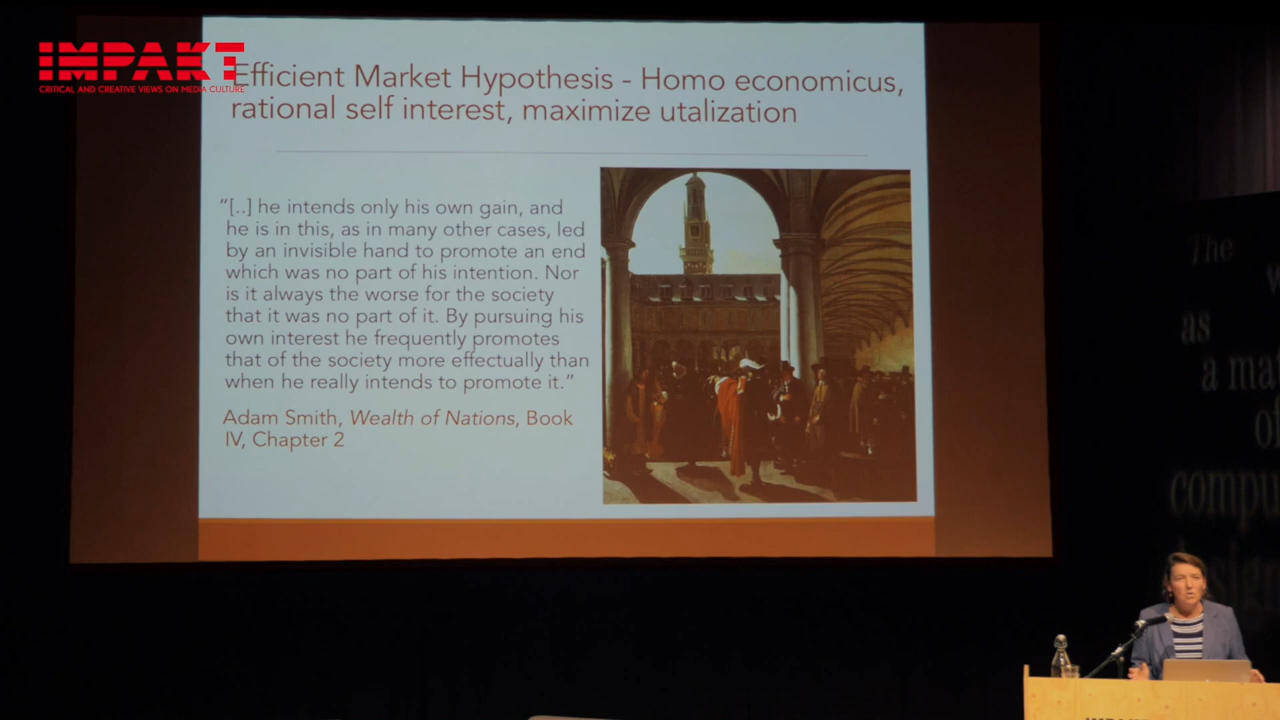 IMPAKT
CRITICAL AND CREATIVE VIEWS ON MEDIA CULTURE
Efficient Market Hypothesis - Homo economicus,
rational self interest, maximize utalization
“[..] he intends only his own gain, and
he is in this, as in many other cases, led
by an invisible hand to promote an end
which was no part of his intention. Nor
is it always the worse for the society
that it was no part of it. By pursuing his
own interest he frequently promotes
that of the society more effectually than
when he really intends to promote it.”
Adam Smith, Wealth of Nations, Book
IV, Chapter 2
The
as
a
of